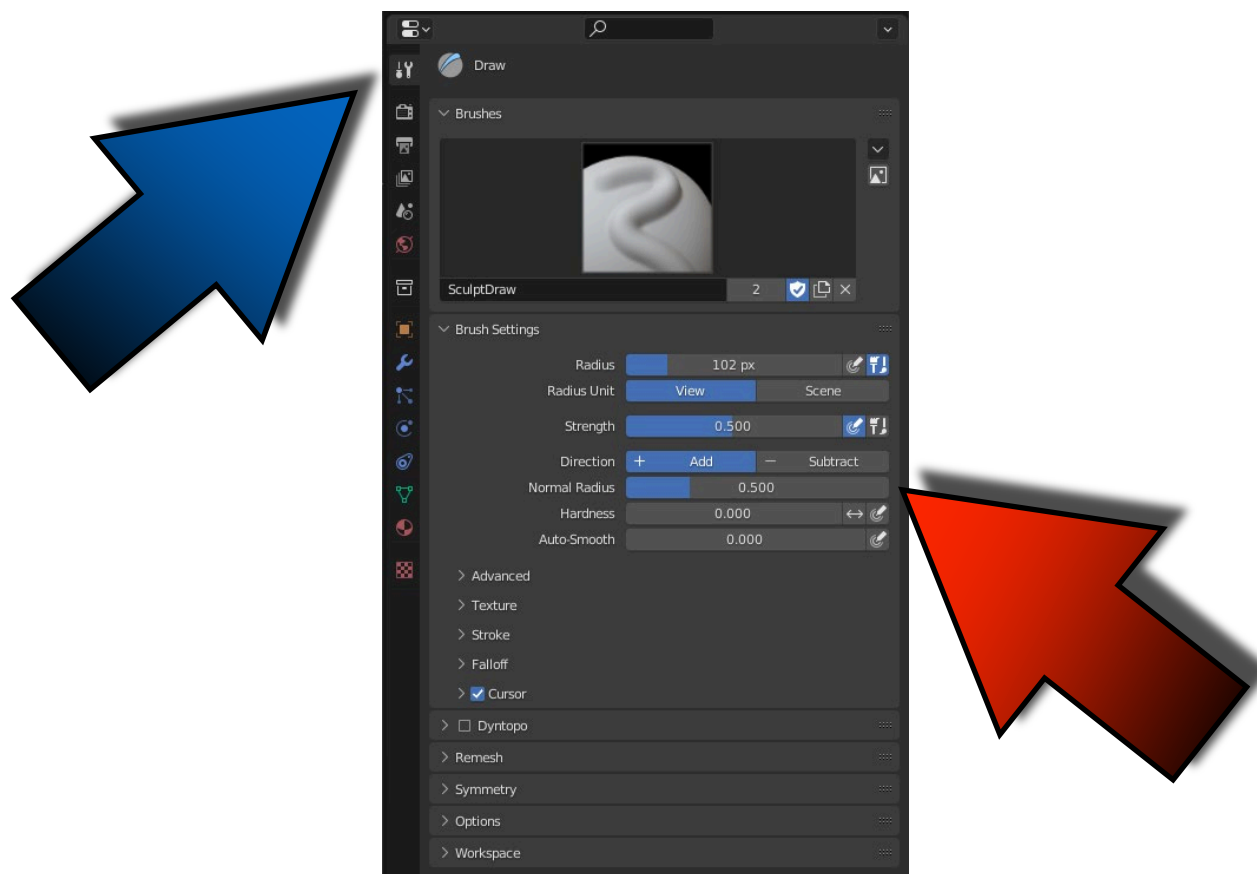 Draw
Brushes
SculptDraw 2
Brush Settings
Radius 102 px
Radius Unit View Scene
Strength 0.500
Direction + Add − Subtract
Normal Radius 0.500
Hardness 0.000
Auto-Smooth 0.000
Advanced
Texture
Stroke
Falloff
Cursor
Dyntopo
Remesh
Symmetry
Options
Workspace